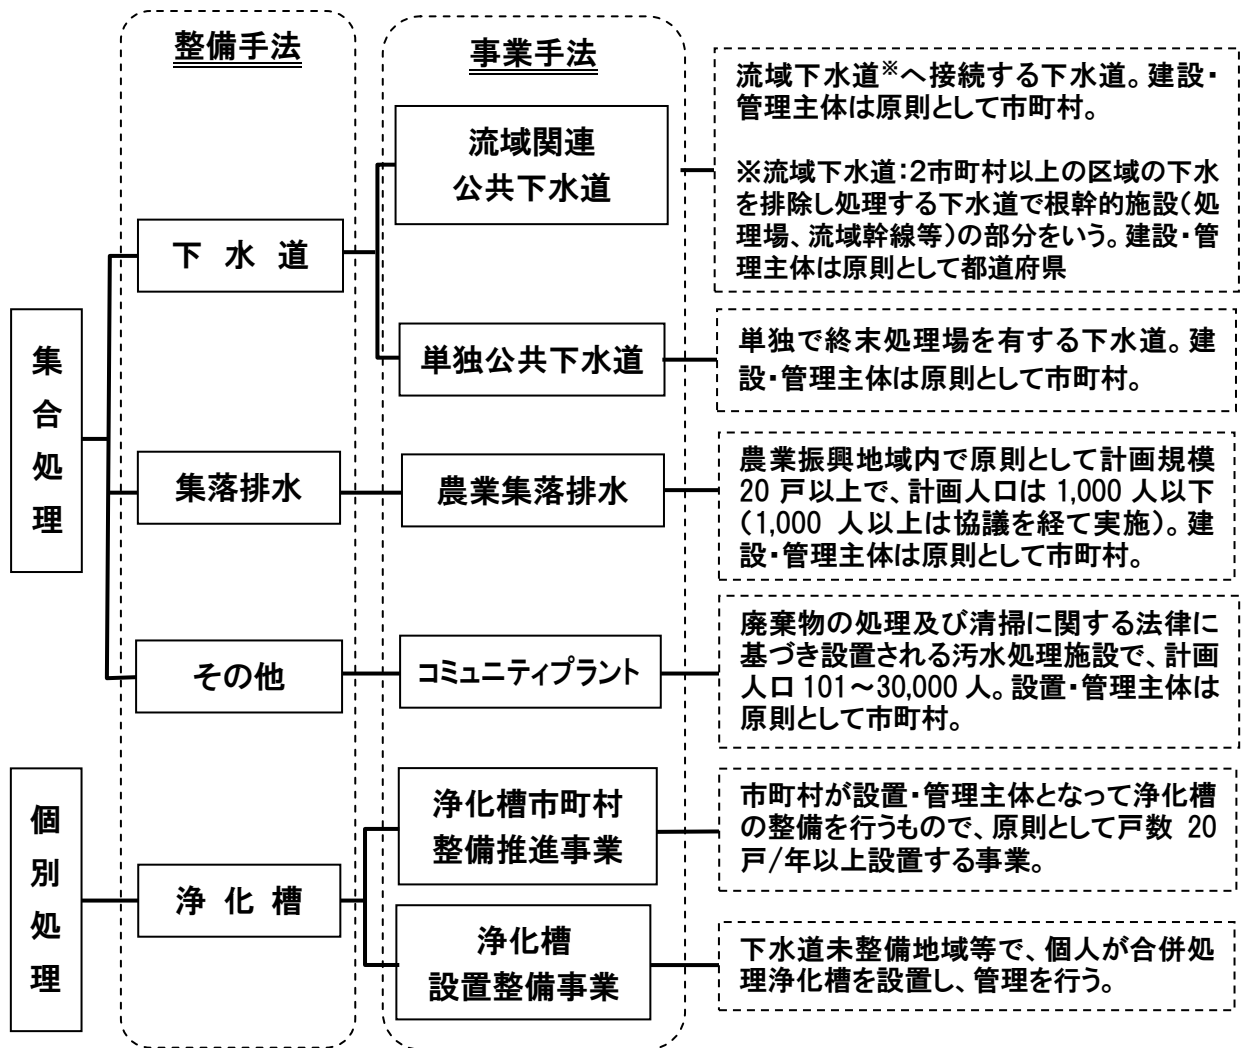 整備手法
事業手法
集
合
処
理
下 水 道
流域関連
公共下水道
流域下水道※へ接続する下水道。建設・
管理主体は原則として市町村。
※流域下水道：2市町村以上の区域の下水
を排除し処理する下水道で根幹的施設（処
理場、流域幹線等）の部分をいう。建設・管
理主体は原則として都道府県
単独公共下水道
単独で終末処理場を有する下水道。建
設・管理主体は原則として市町村。
集落排水
農業集落排水
農業振興地域内で原則として計画規模
20 戸以上で、計画人口は 1,000 人以下
（1,000 人以上は協議を経て実施）。建
設・管理主体は原則として市町村。
その他
コミュニティプラント
廃棄物の処理及び清掃に関する法律に
基づき設置される汚水処理施設で、計画
人口 101～30,000 人。設置・管理主体は
原則として市町村。
個
別
処
理
浄 化 槽
浄化槽市町村
整備推進事業
市町村が設置・管理主体となって浄化槽
の整備を行うもので、原則として戸数 20
戸/年以上設置する事業。
浄化槽
設置整備事業
下水道未整備地域等で、個人が合併処
理浄化槽を設置し、管理を行う。